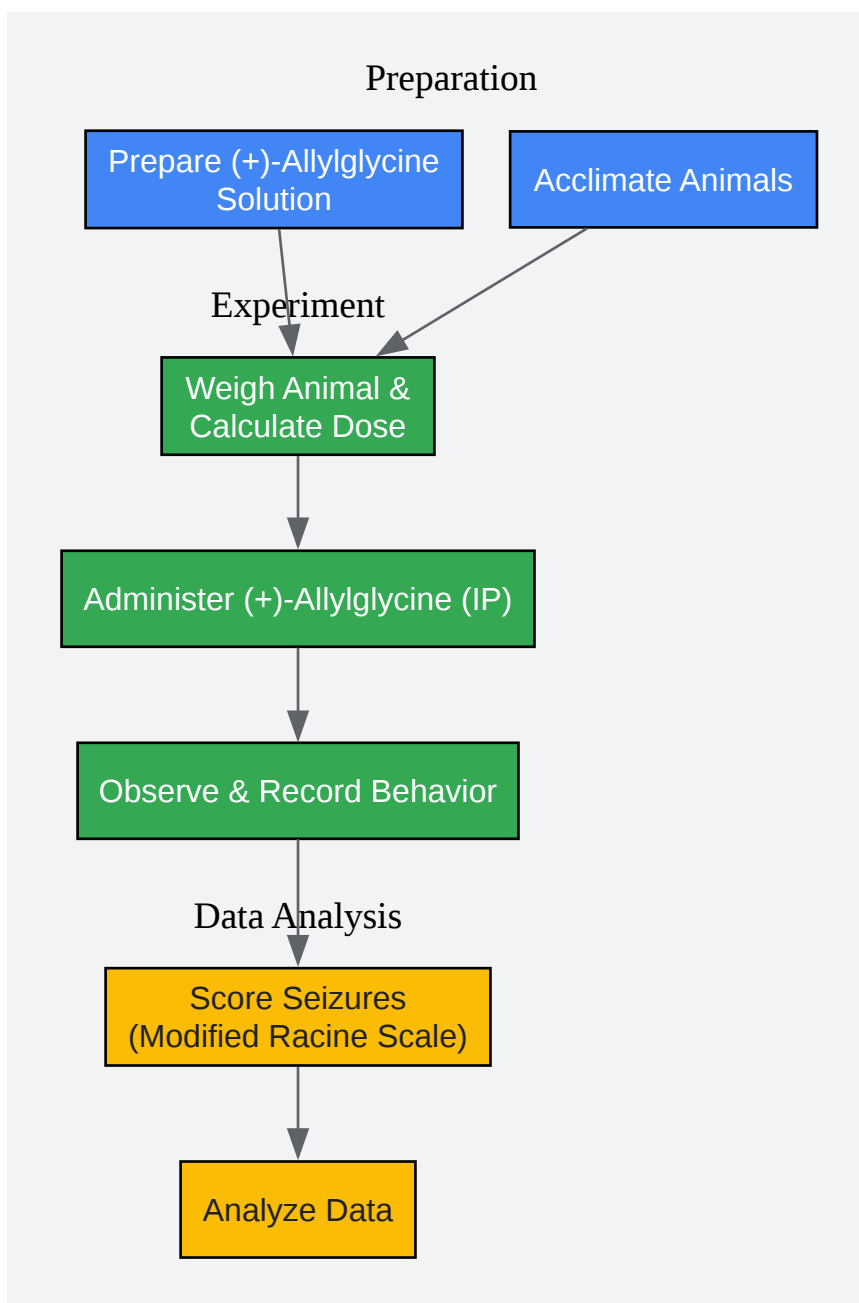 Preparation
Prepare (+)-Allylglycine
Solution
Acclimate Animals
Experiment
Weigh Animal &
Calculate Dose
Administer (+)-Allylglycine (IP)
Observe & Record Behavior
Data Analysis
Score Seizures
(Modified Racine Scale)
Analyze Data